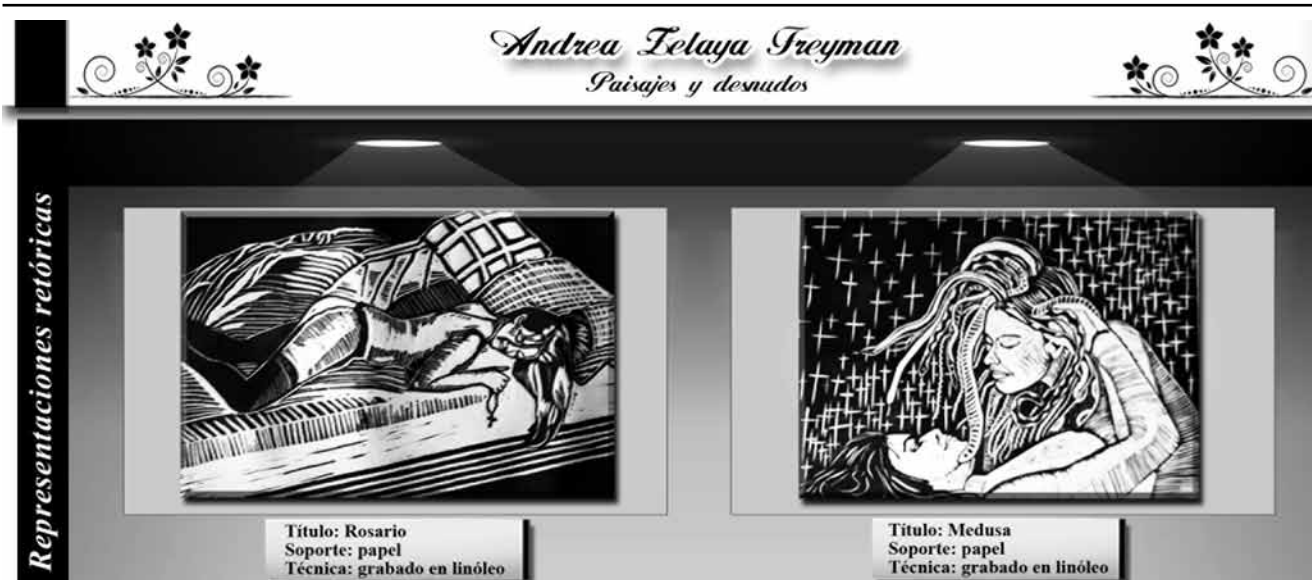 Andrea Zelaya Freyman
Paisajes y desnudos
Representaciones retóricas
Título: Rosario
Soporte: papel
Técnica: grabado en linóleo
Título: Medusa
Soporte: papel
Técnica: grabado en linóleo